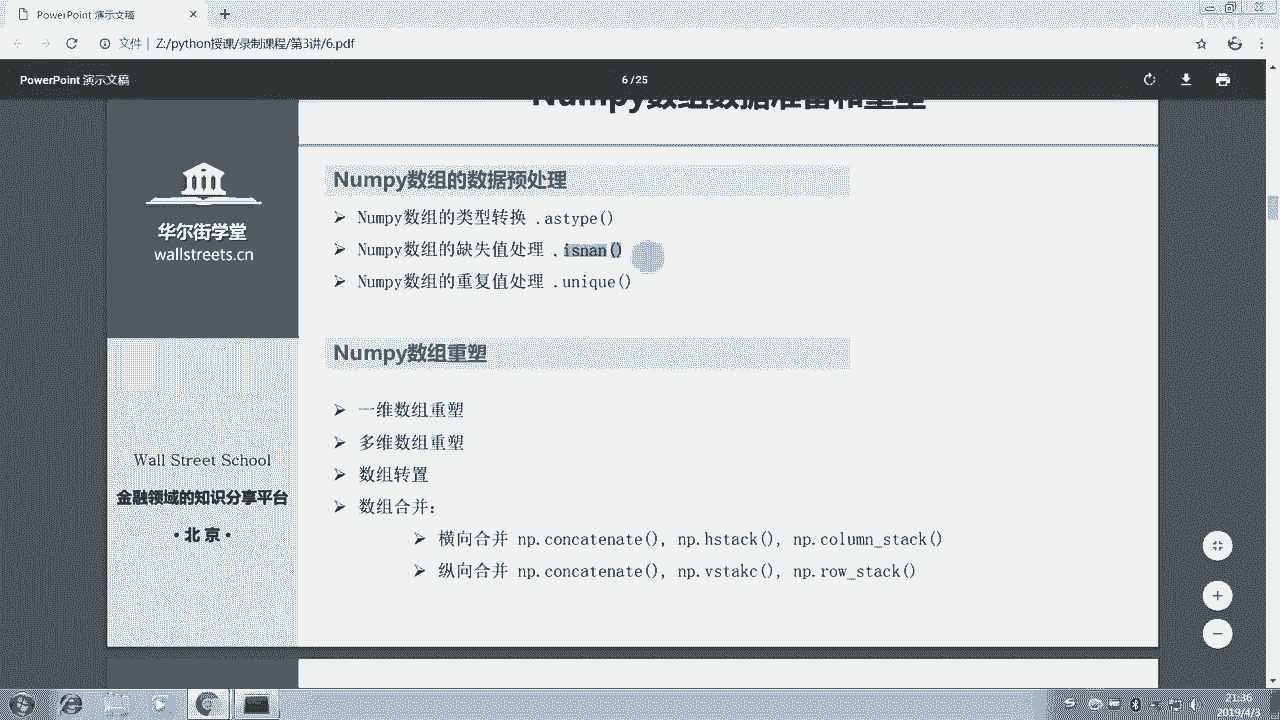 PowerPoint 演示文稿
文件 | Z:/python授课/录制课程/第3讲/6.pdf
PowerPoint 演示文稿
6 / 25
Numpy数组数据准备和重塑
华尔街学堂
wallstreets.cn
Wall Street School
金融领域的知识分享平台
• 北 京 •
Numpy数组的数据预处理
Numpy数组的类型转换 .astype()
Numpy数组的缺失值处理 .isnan()
Numpy数组的重复值处理 .unique()
Numpy数组重塑
一维数组重塑
多维数组重塑
数组转置
数组合并：
横向合并 np.concatenate(), np.hstack(), np.column_stack()
纵向合并 np.concatenate(), np.vstakc(), np.row_stack()
21:36
2019/4/3